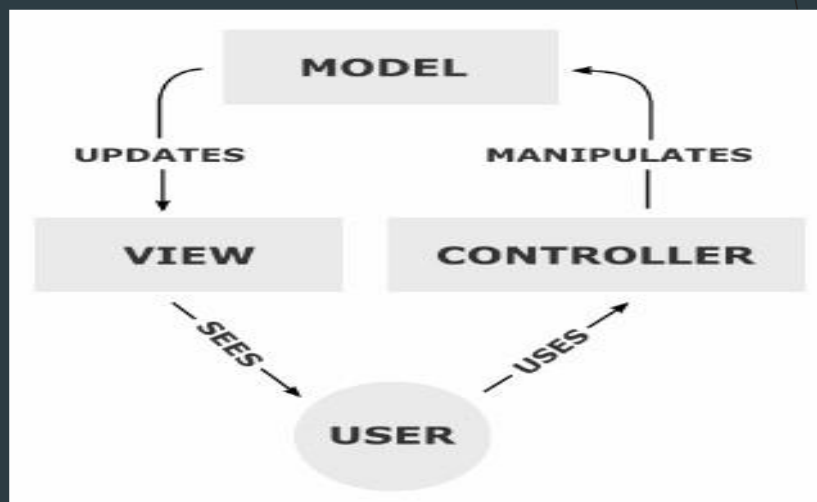 MODEL
UPDATES
MANIPULATES
VIEW
CONTROLLER
SEES
USES
USER